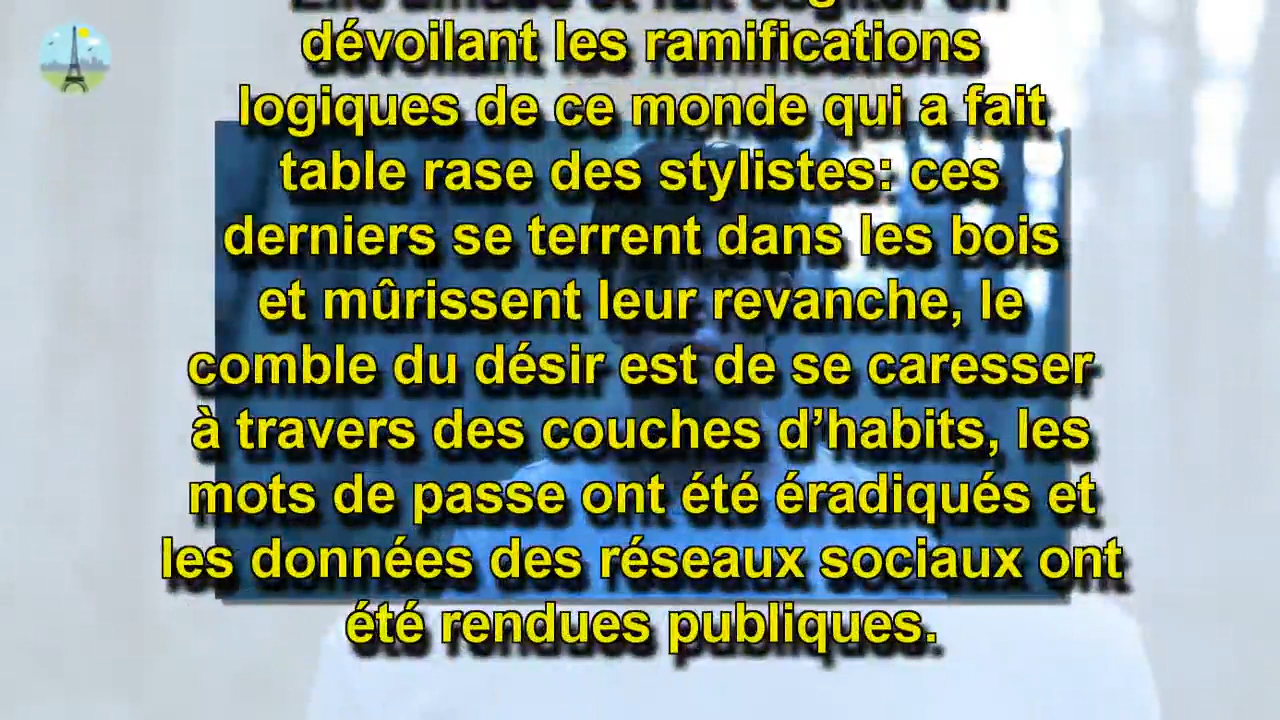 dévoilant les ramifications
logiques de ce monde qui a fait
table rase des stylistes: ces
derniers se terrent dans les bois
et mûrissent leur revanche, le
comble du désir est de se caresser
à travers des couches d’habits, les
mots de passe ont été éradiqués et
les données des réseaux sociaux ont
été rendues publiques.